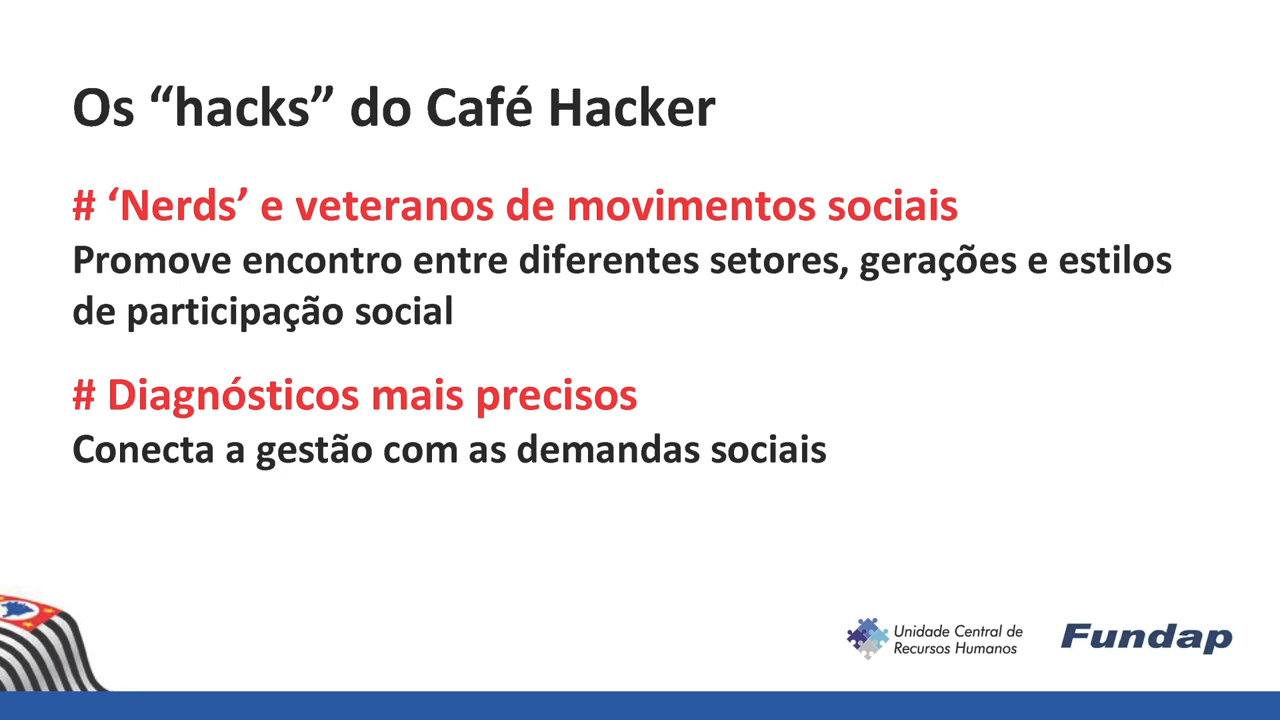 Os “hacks” do Café Hacker
# ‘Nerds’ e veteranos de movimentos sociais
Promove encontro entre diferentes setores, gerações e estilos
de participação social
# Diagnósticos mais precisos
Conecta a gestão com as demandas sociais
Unidade Central de
Recursos Humanos
Fundap